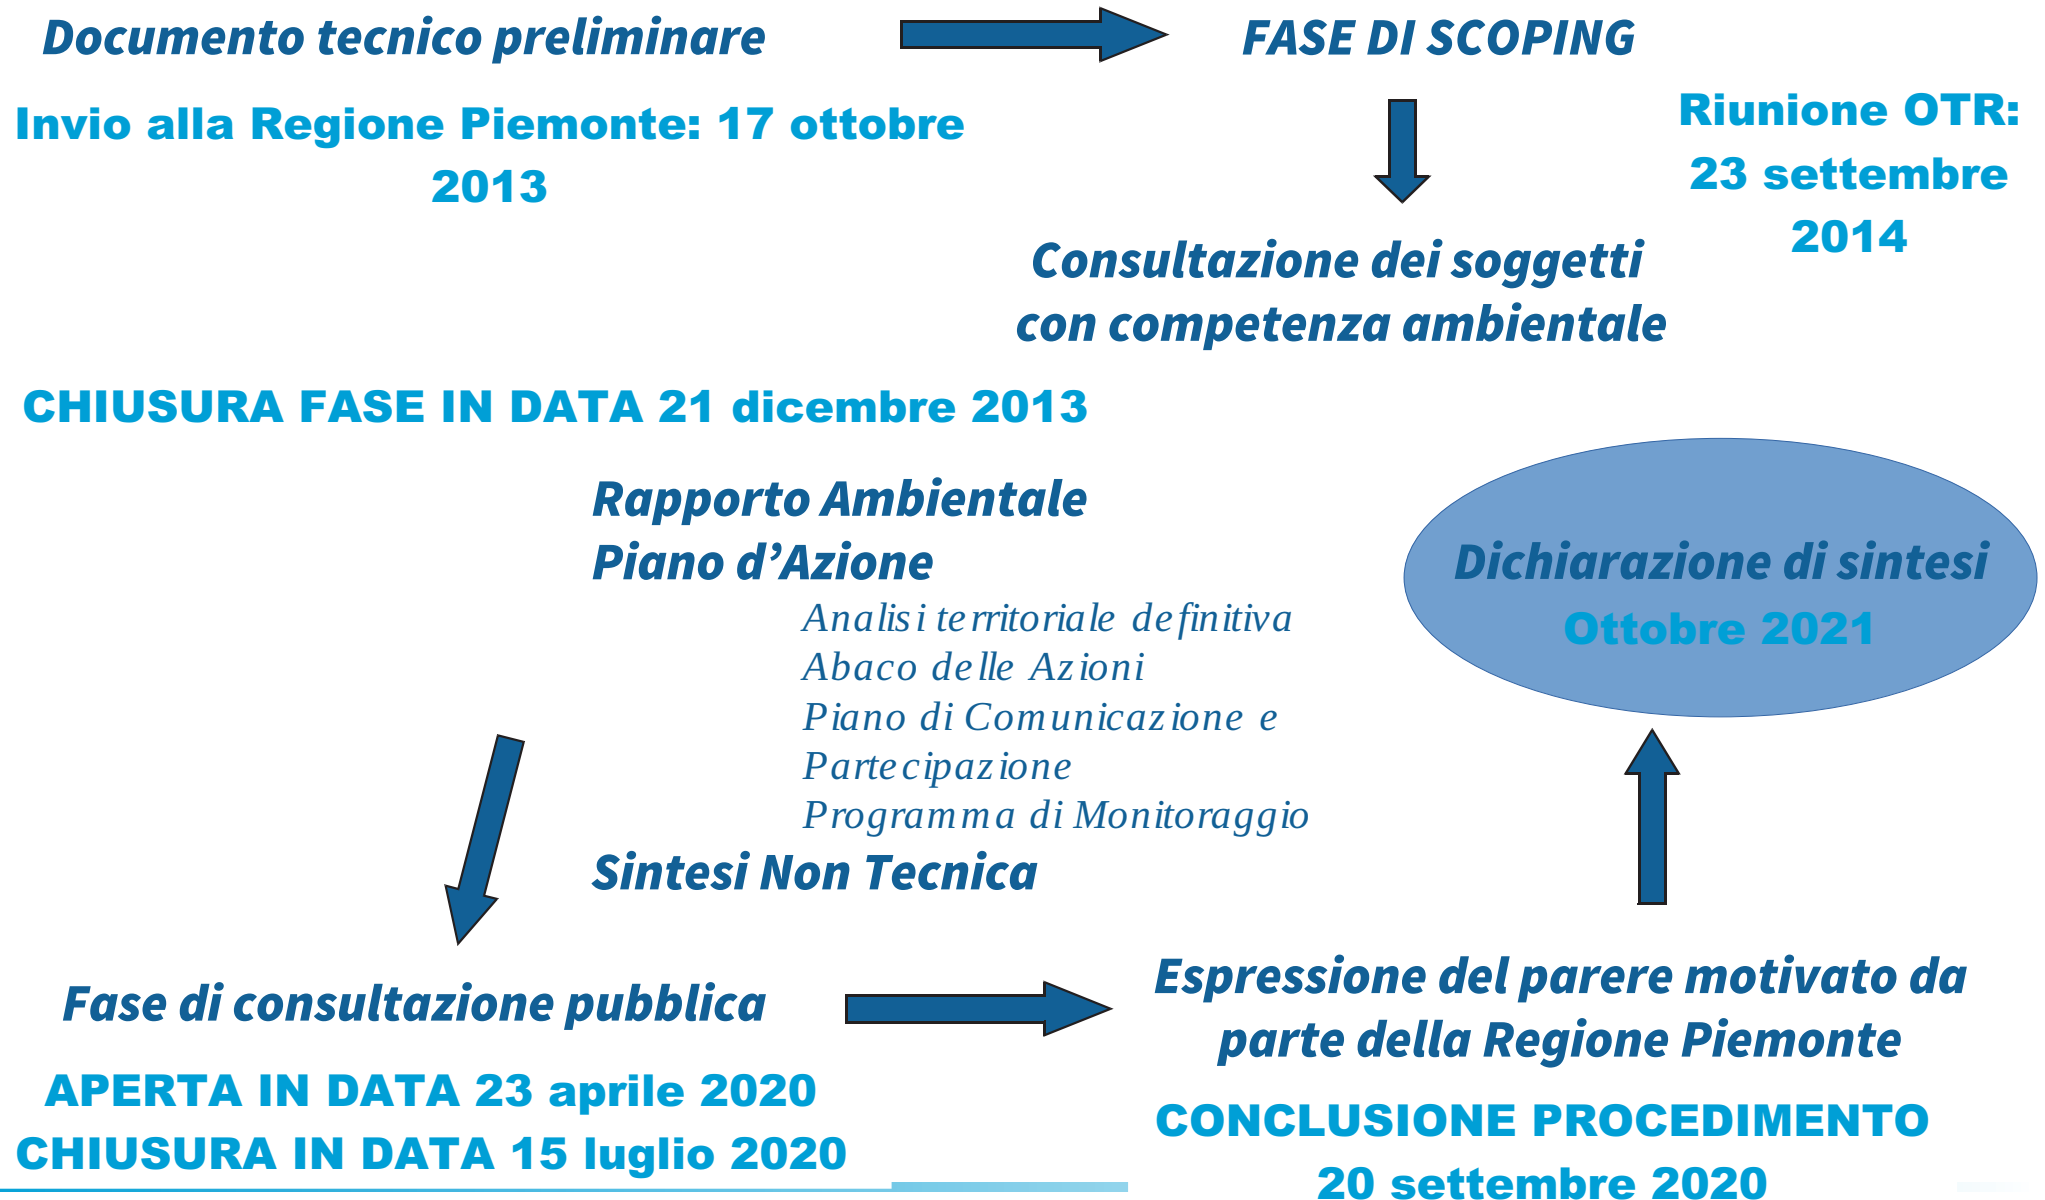 Documento tecnico preliminare
FASE DI SCOPING
Invio alla Regione Piemonte: 17 ottobre
2013
Riunione OTR:
23 settembre
2014
Consultazione dei soggetti
con competenza ambientale
CHIUSURA FASE IN DATA 21 dicembre 2013
Rapporto Ambientale
Piano d’Azione
Analisi territoriale definitiva
Abaco delle Azioni
Piano di Comunicazione e
Partecipazione
Programma di Monitoraggio
Sintesi Non Tecnica
Dichiarazione di sintesi
Ottobre 2021
Fase di consultazione pubblica
APERTA IN DATA 23 aprile 2020
CHIUSURA IN DATA 15 luglio 2020
Espressione del parere motivato da
parte della Regione Piemonte
CONCLUSIONE PROCEDIMENTO
20 settembre 2020